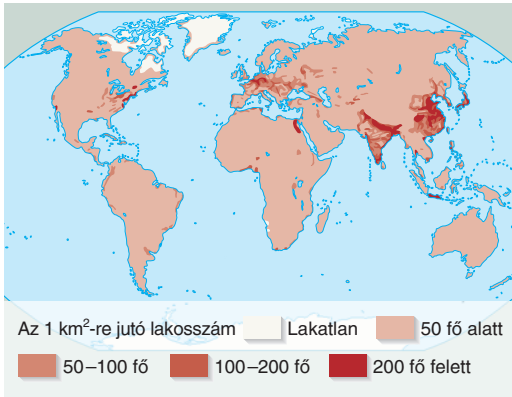 Az 1 km²-re jutó lakosszám Lakatlan 50 fő alatt
50–100 fő 100–200 fő 200 fő felett